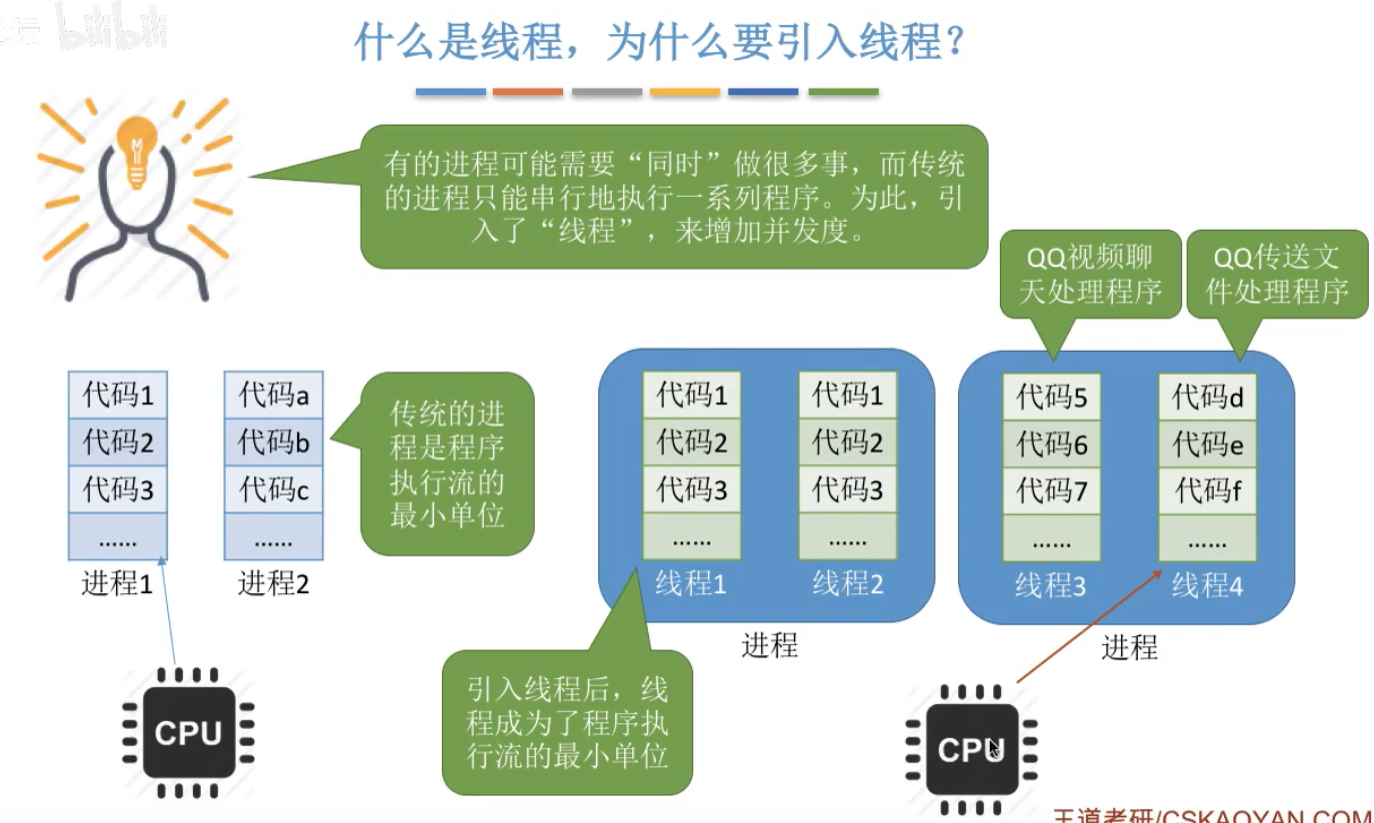 坛 bilibili
什么是线程，为什么要引入线程？
有的进程可能需要“同时”做很多事，而传统
的进程只能串行地执行一系列程序。为此，引
入了“线程”，来增加并发度。
QQ视频聊
天处理程序
QQ传送文
件处理程序
代码1
代码2
代码3
......
进程1
代码a
代码b
代码c
......
进程2
传统的进
程是程序
执行流的
最小单位
代码1
代码2
代码3
......
线程1
代码1
代码2
代码3
......
线程2
进程
代码5
代码6
代码7
......
线程3
代码d
代码e
代码f
......
线程4
进程
引入线程后，线
程成为了程序执
行流的最小单位
CPU
CPU
王道考研/CSKAOYAN.COM